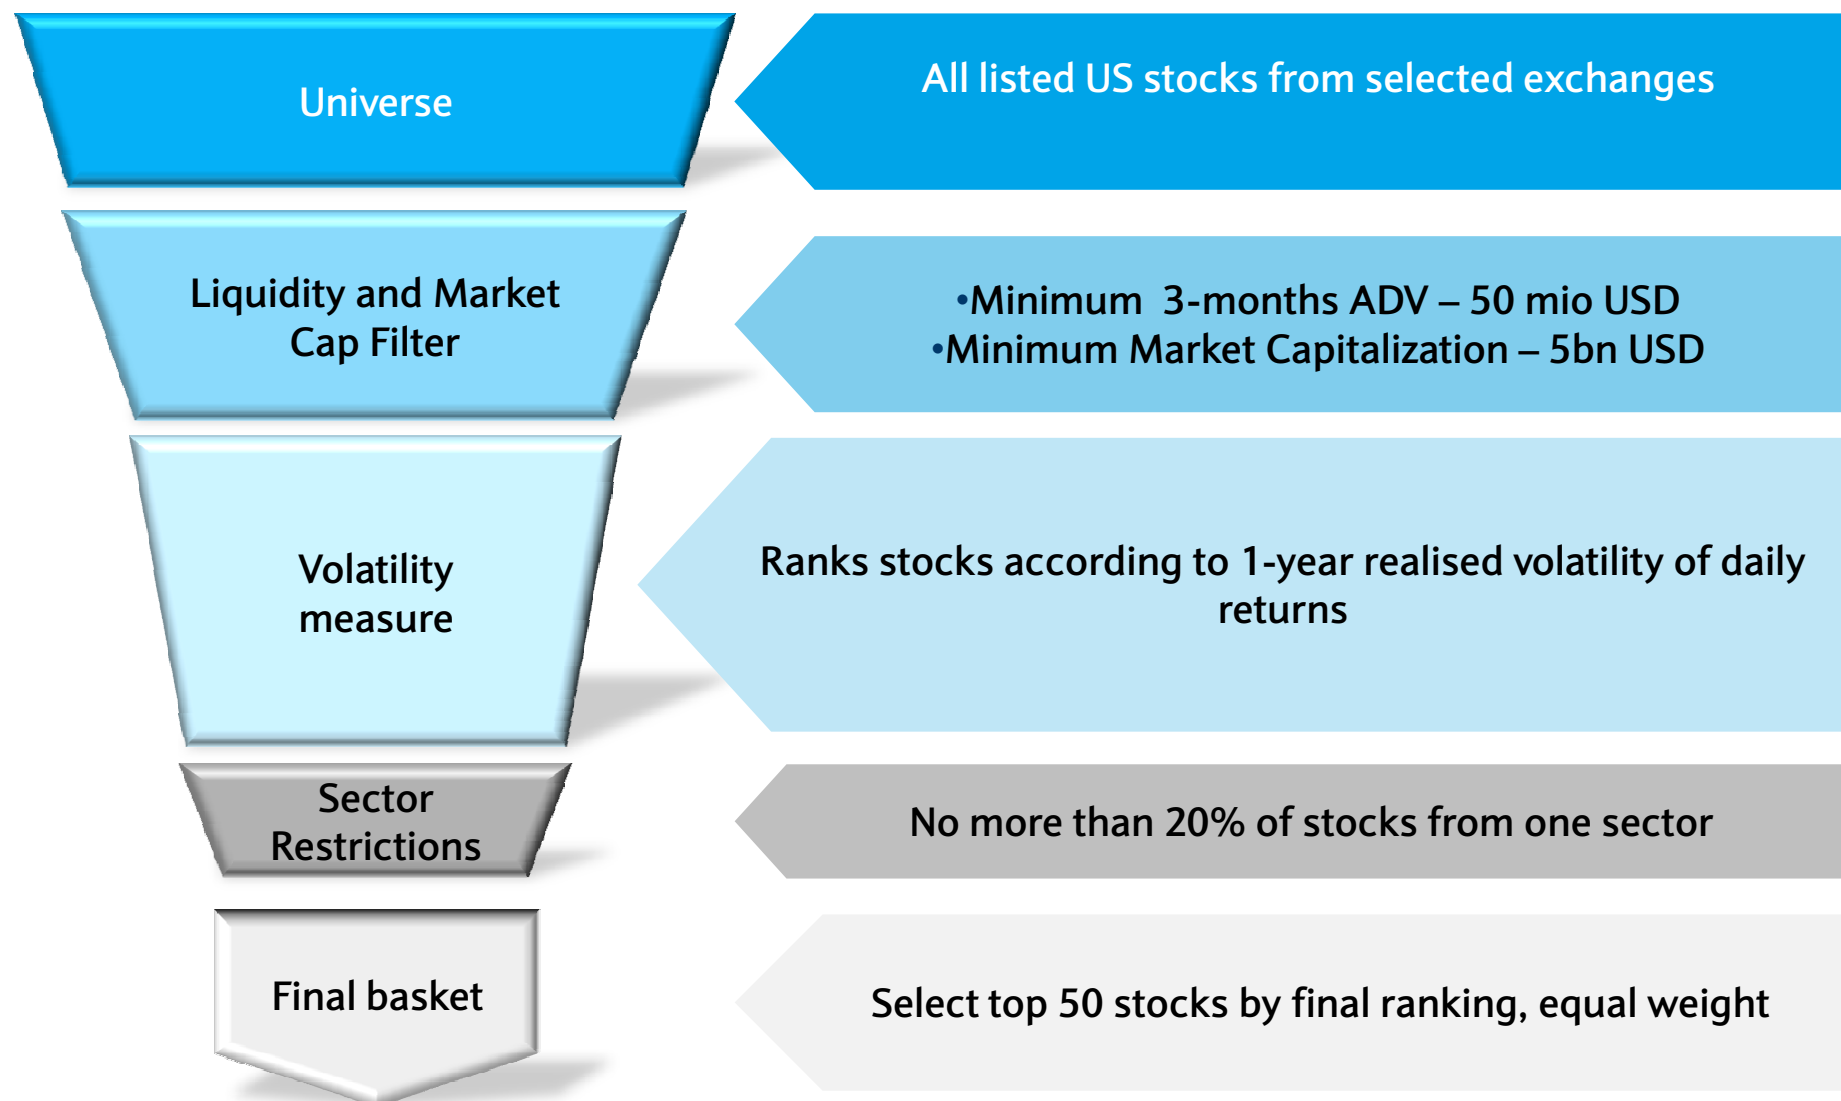 Universe
All listed US stocks from selected exchanges
Liquidity and Market
Cap Filter
•Minimum 3-months ADV – 50 mio USD
•Minimum Market Capitalization – 5bn USD
Volatility
measure
Ranks stocks according to 1-year realised volatility of daily
returns
Sector
Restrictions
No more than 20% of stocks from one sector
Final basket
Select top 50 stocks by final ranking, equal weight